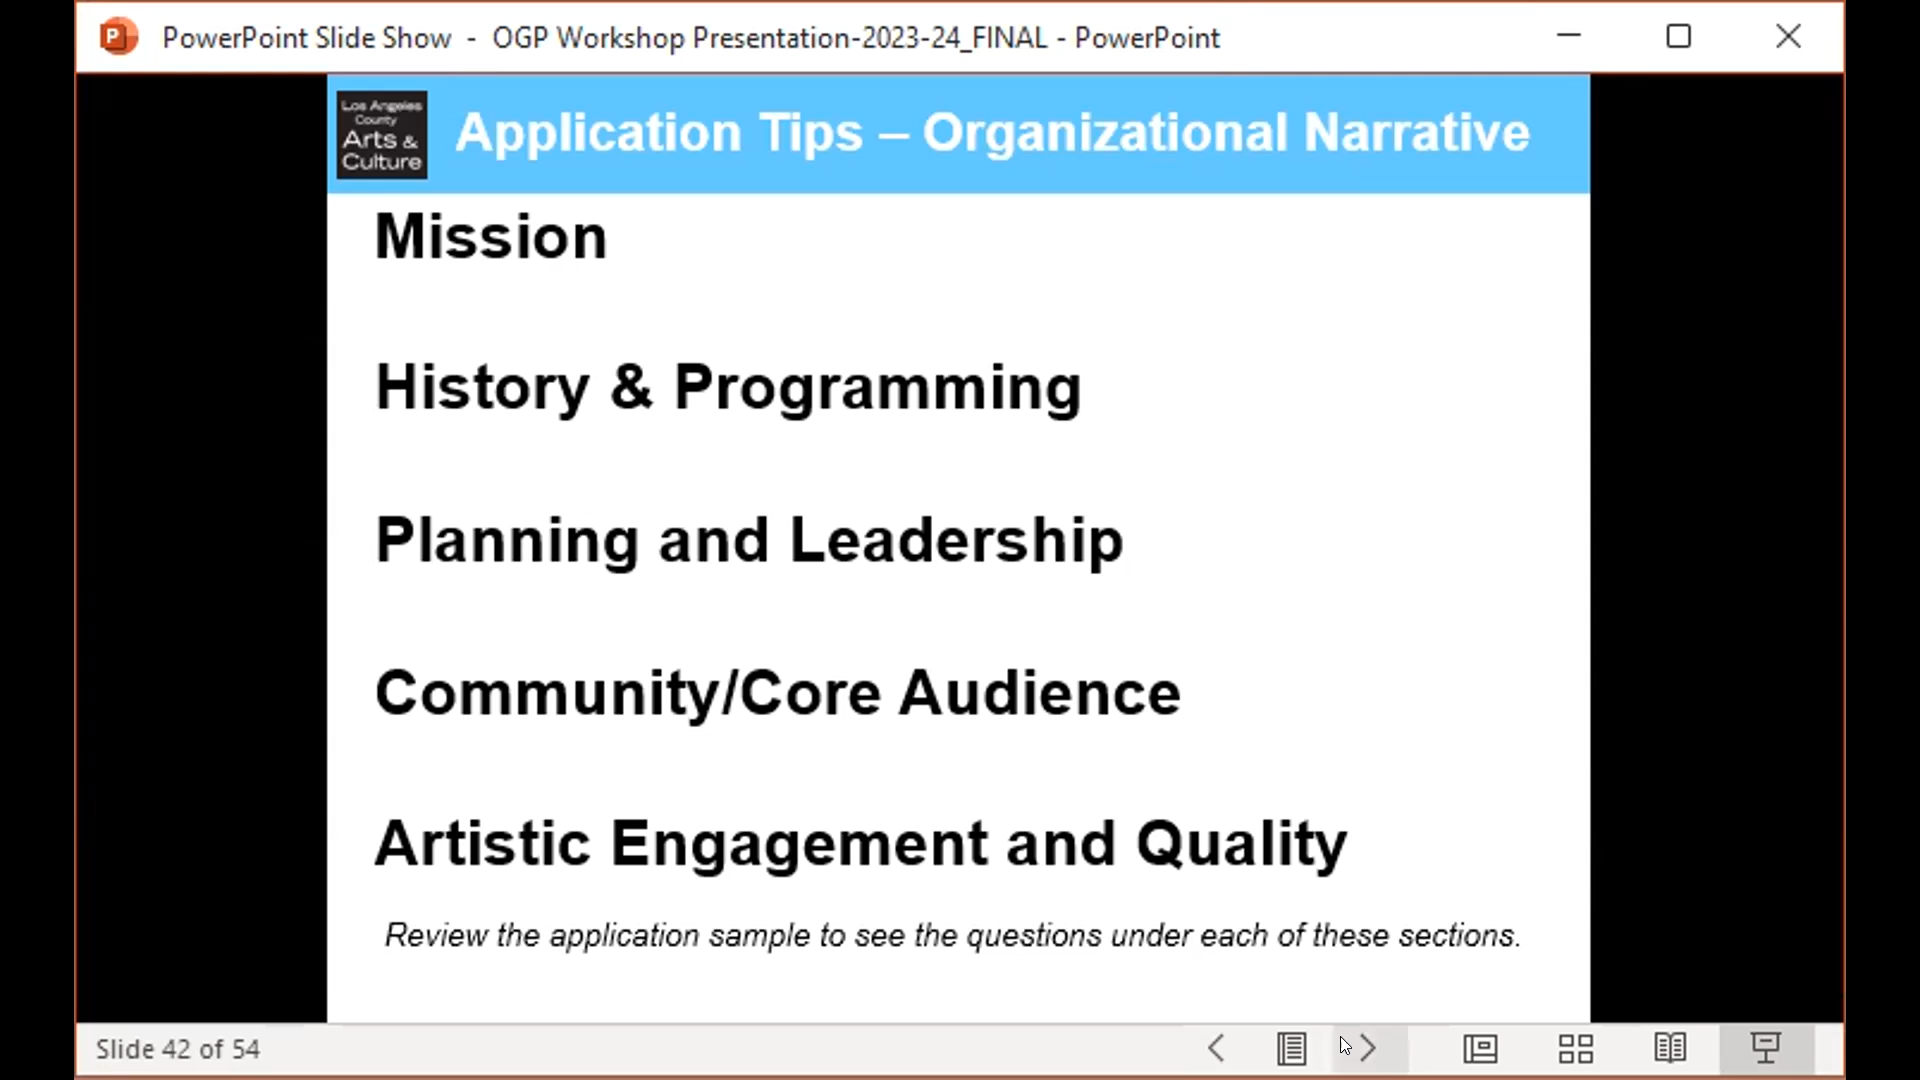 PowerPoint Slide Show - OGP Workshop Presentation-2023-24_FINAL - PowerPoint
Los Angeles
County
Arts &
Culture
Application Tips – Organizational Narrative
Mission
History & Programming
Planning and Leadership
Community/Core Audience
Artistic Engagement and Quality
Review the application sample to see the questions under each of these sections.
Slide 42 of 54